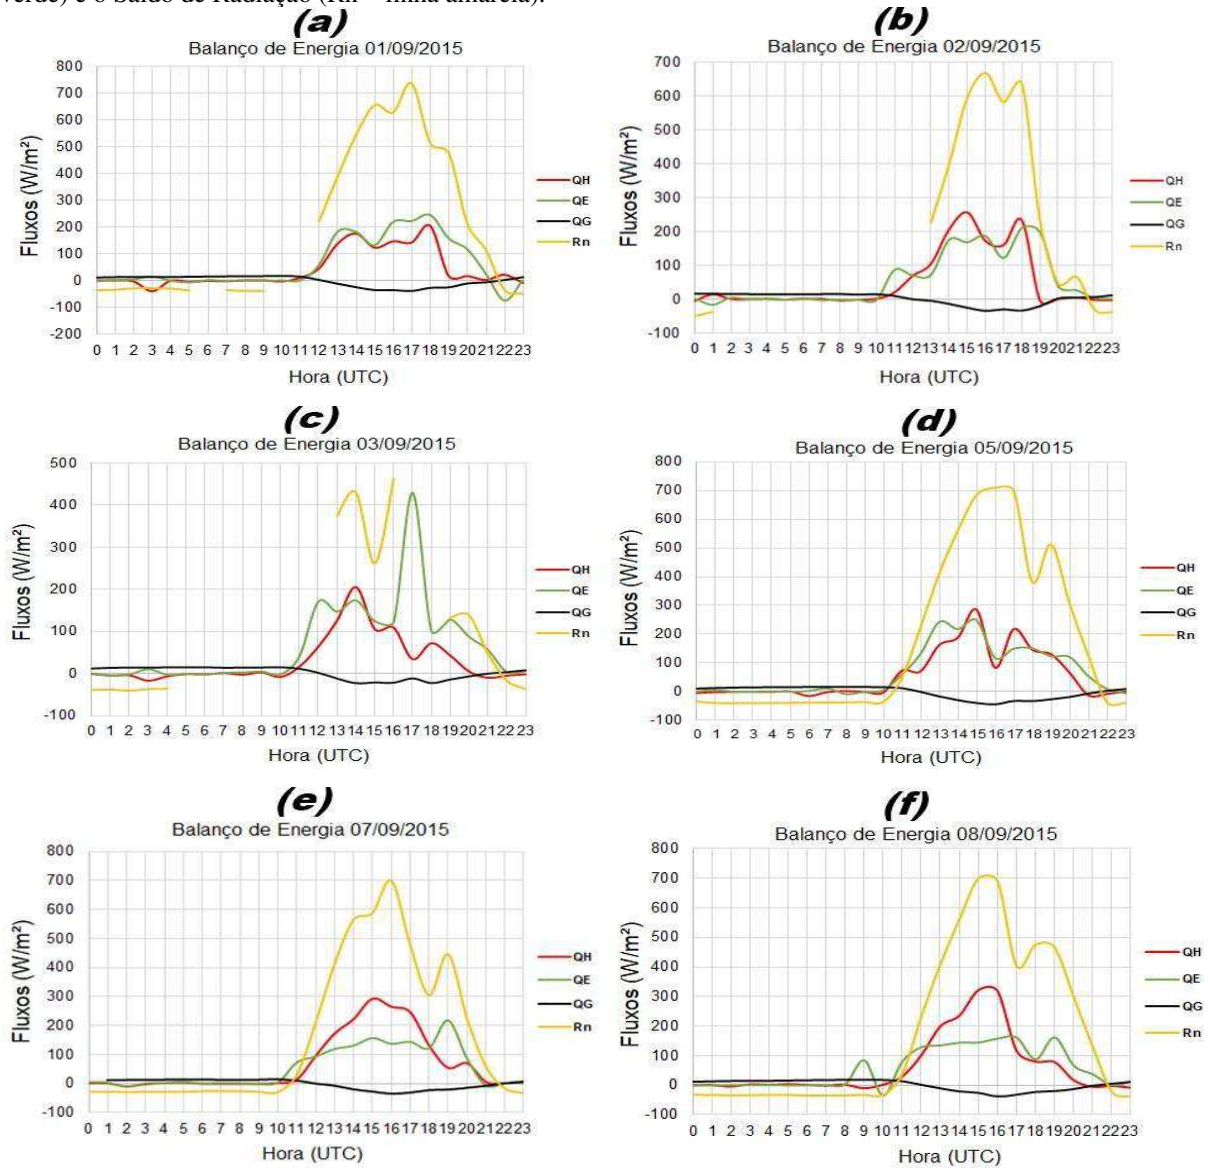 verde) e o Saldo de Radiação (Rn – linha amarela).
(a)
Balanço de Energia 01/09/2015
Fluxos (W/m²)
800
700
600
500
400
300
200
100
0
-100
-200
0 1 2 3 4 5 6 7 8 9 10 11 12 13 14 15 16 17 18 19 20 21 22 23
Hora (UTC)
QH
QE
QG
Rn
(b)
Balanço de Energia 02/09/2015
Fluxos (W/m²)
700
600
500
400
300
200
100
0
-100
0 1 2 3 4 5 6 7 8 9 10 11 12 13 14 15 16 17 18 19 20 21 22 23
Hora (UTC)
QH
QE
QG
Rn
(c)
Balanço de Energia 03/09/2015
Fluxos (W/m²)
500
400
300
200
100
0
-100
0 1 2 3 4 5 6 7 8 9 10 11 12 13 14 15 16 17 18 19 20 21 22 23
Hora (UTC)
QH
QE
QG
Rn
(d)
Balanço de Energia 05/09/2015
Fluxos (W/m²)
800
700
600
500
400
300
200
100
0
-100
0 1 2 3 4 5 6 7 8 9 10 11 12 13 14 15 16 17 18 19 20 21 22 23
Hora (UTC)
QH
QE
QG
Rn
(e)
Balanço de Energia 07/09/2015
Fluxos (W/m²)
800
700
600
500
400
300
200
100
0
-100
0 1 2 3 4 5 6 7 8 9 10 11 12 13 14 15 16 17 18 19 20 21 22 23
Hora (UTC)
QH
QE
QG
Rn
(f)
Balanço de Energia 08/09/2015
Fluxos (W/m²)
800
700
600
500
400
300
200
100
0
-100
0 1 2 3 4 5 6 7 8 9 10 11 12 13 14 15 16 17 18 19 20 21 22 23
Hora (UTC)
QH
QE
QG
Rn